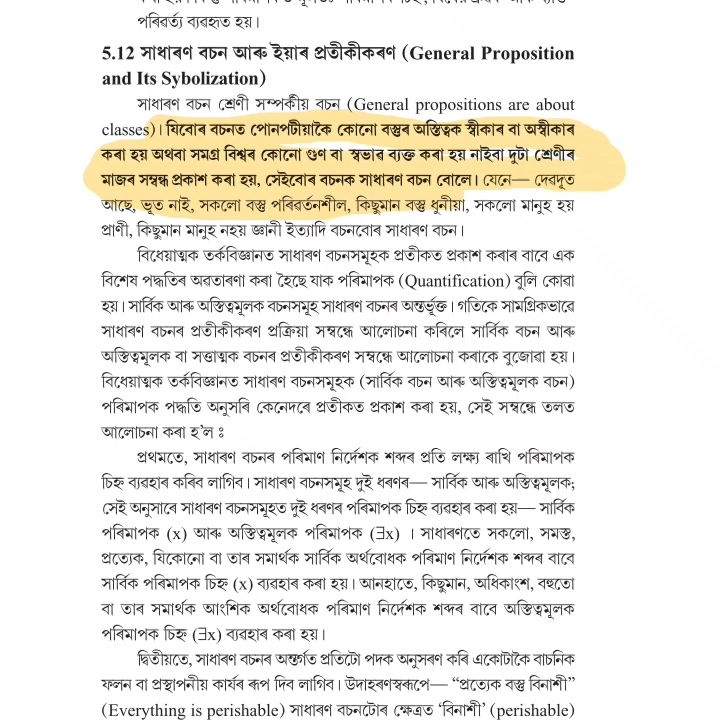 পৰিৱৰ্ত্য ব্যৱহৃত হয়।
5.12 সাধাৰণ বচন আৰু ইয়াৰ প্ৰতীকীকৰণ (General Proposition
and Its Sybolization)
সাধাৰণ বচন শ্ৰেণী সম্পৰ্কীয় বচন (General propositions are about
classes)। যিবোৰ বচনত পোনপটীয়াকৈ কোনো বস্তুৰ অস্তিত্বক স্বীকাৰ বা অস্বীকাৰ
কৰা হয় অথবা সমগ্ৰ বিশ্বৰ কোনো গুণ বা স্বভাৱ ব্যক্ত কৰা হয় নাইবা দুটা শ্ৰেণীৰ
মাজৰ সম্বন্ধ প্ৰকাশ কৰা হয়, সেইবোৰ বচনক সাধাৰণ বচন বোলে। যেনে— দেৱদূত
আছে, ভূত নাই, সকলো বস্তু পৰিৱৰ্তনশীল, কিছুমান বস্তু ধুনীয়া, সকলো মানুহ হয়
প্ৰাণী, কিছুমান মানুহ নহয় জ্ঞানী ইত্যাদি বচনবোৰ সাধাৰণ বচন।
বিধেয়াত্মক তৰ্কবিজ্ঞানত সাধাৰণ বচনসমূহক প্ৰতীকত প্ৰকাশ কৰাৰ বাবে এক
বিশেষ পদ্ধতিৰ অৱতাৰণা কৰা হৈছে যাক পৰিমাপক (Quantification) বুলি কোৱা
হয়। সাৰ্বিক আৰু অস্তিত্বমূলক বচনসমূহ সাধাৰণ বচনৰ অন্তৰ্ভূক্ত। গতিকে সামগ্ৰিকভাৱে
সাধাৰণ বচনৰ প্ৰতীকীকৰণ প্ৰক্ৰিয়া সম্বন্ধে আলোচনা কৰিলে সাৰ্বিক বচন আৰু
অস্তিত্বমূলক বা সত্তাত্মক বচনৰ প্ৰতীকীকৰণ সম্বন্ধে আলোচনা কৰাকে বুজোৱা হয়।
বিধেয়াত্মক তৰ্কবিজ্ঞানত সাধাৰণ বচনসমূহক (সাৰ্বিক বচন আৰু অস্তিত্বমূলক বচন)
পৰিমাপক পদ্ধতি অনুসৰি কেনেদৰে প্ৰতীকত প্ৰকাশ কৰা হয়, সেই সম্বন্ধে তলত
আলোচনা কৰা হ’ল ঃ
প্ৰথমতে, সাধাৰণ বচনৰ পৰিমাণ নিৰ্দেশক শব্দৰ প্ৰতি লক্ষ্য ৰাখি পৰিমাপক
চিহ্ন ব্যৱহাৰ কৰিব লাগিব। সাধাৰণ বচনসমূহ দুই ধৰণৰ— সাৰ্বিক আৰু অস্তিত্বমূলক;
সেই অনুসাৰে সাধাৰণ বচনসমূহত দুই ধৰণৰ পৰিমাপক চিহ্ন ব্যৱহাৰ কৰা হয়— সাৰ্বিক
পৰিমাপক (x) আৰু অস্তিত্বমূলক পৰিমাপক (∃x) । সাধাৰণতে সকলো, সমস্ত,
প্ৰত্যেক, যিকোনো বা তাৰ সমাৰ্থক সাৰ্বিক অৰ্থবোধক পৰিমাণ নিৰ্দেশক শব্দৰ বাবে
সাৰ্বিক পৰিমাপক চিহ্ন (x) ব্যৱহাৰ কৰা হয়। আনহাতে, কিছুমান, অধিকাংশ, বহুতো
বা তাৰ সমাৰ্থক আংশিক অৰ্থবোধক পৰিমাণ নিৰ্দেশক শব্দৰ বাবে অস্তিত্বমূলক
পৰিমাপক চিহ্ন (∃x) ব্যৱহাৰ কৰা হয়।
দ্বিতীয়তে, সাধাৰণ বচনৰ অন্তৰ্গত প্ৰতিটো পদক অনুসৰণ কৰি একোটাকৈ বাচনিক
ফলন বা প্ৰস্থাপনীয় কাৰ্যৰ ৰূপ দিব লাগিব। উদাহৰণস্বৰূপে— “প্ৰত্যেক বস্তু বিনাশী”
(Everything is perishable) সাধাৰণ বচনটোৰ ক্ষেত্ৰত ‘বিনাশী’ (perishable)